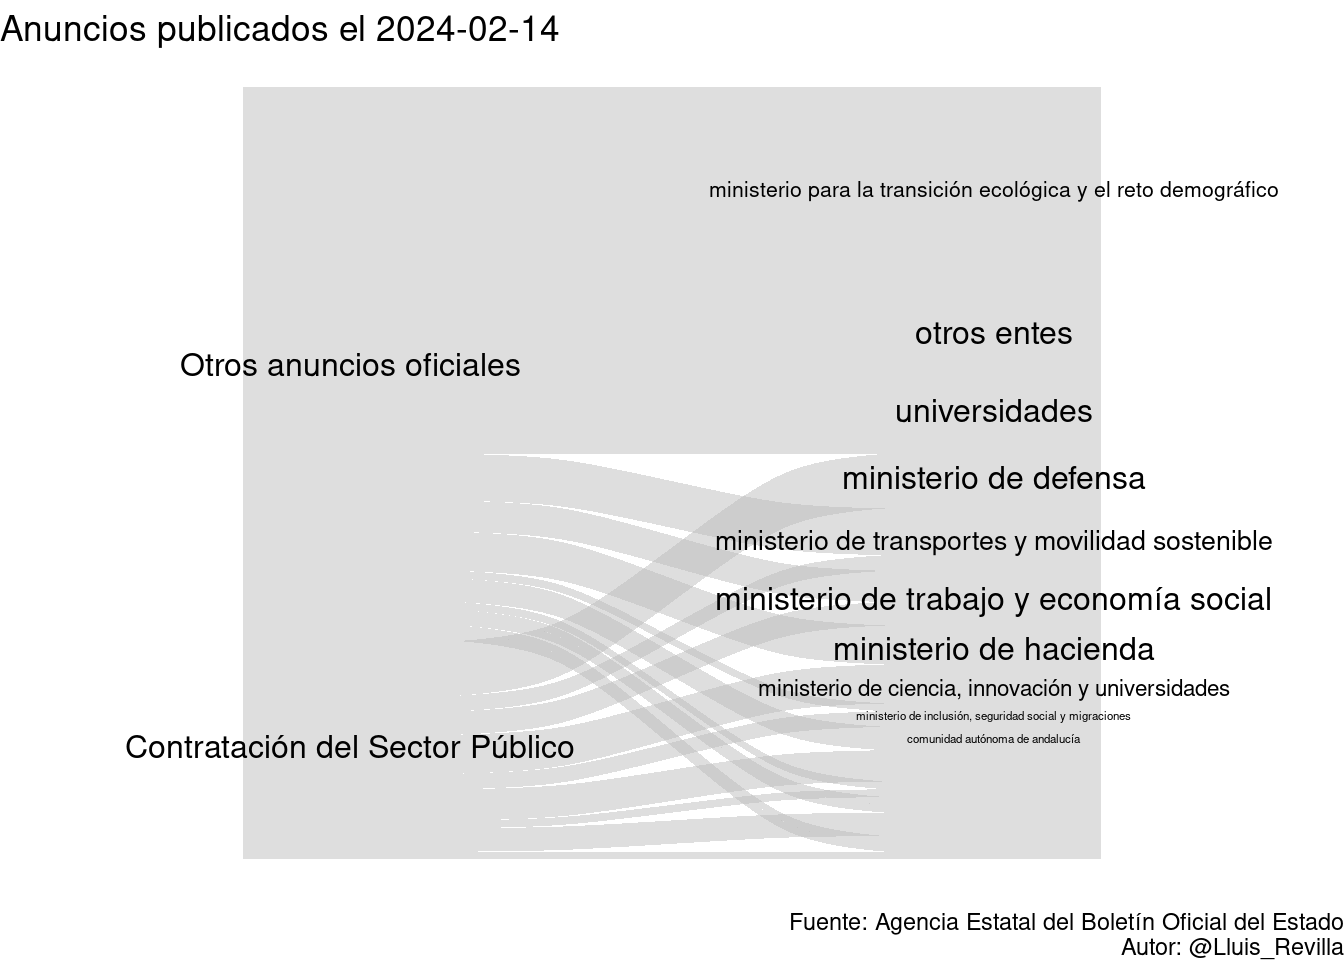 Anuncios publicados el 2024-02-14
ministerio para la transición ecológica y el reto demográfico
otros entes
Otros anuncios oficiales
universidades
ministerio de defensa
ministerio de transportes y movilidad sostenible
ministerio de trabajo y economía social
ministerio de hacienda
ministerio de ciencia, innovación y universidades
ministerio de inclusión, seguridad social y migraciones
comunidad autónoma de andalucía
Contratación del Sector Público
Fuente: Agencia Estatal del Boletín Oficial del Estado
Autor: @Lluis_Revilla